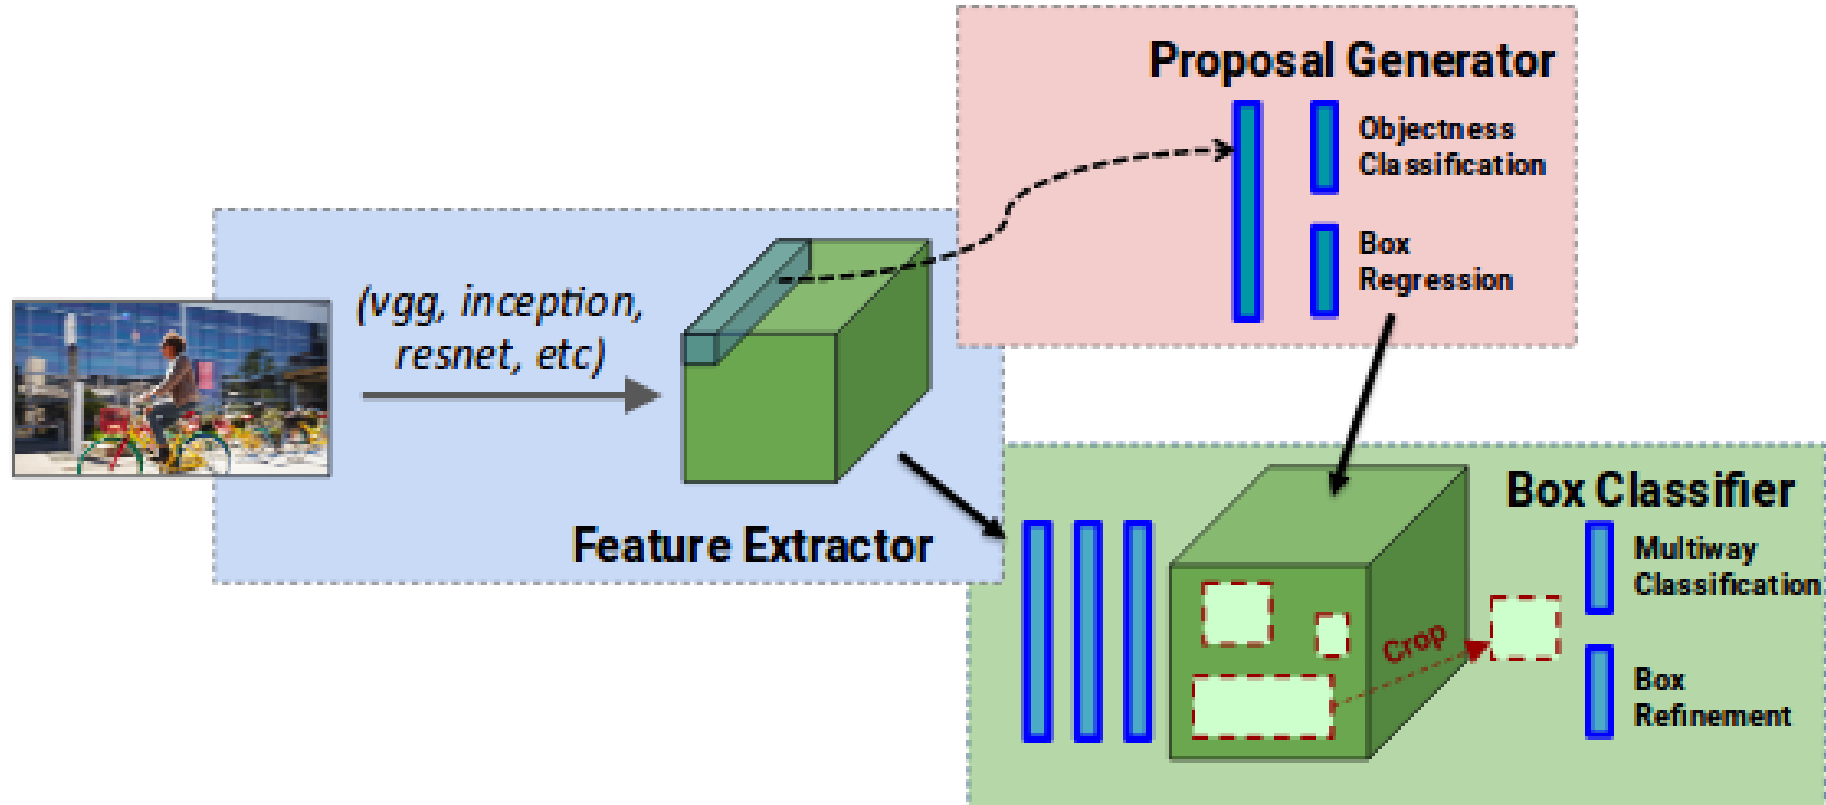 Proposal Generator
Objectness
Classification
Box
Regression
(vgg, inception,
resnet, etc)
Feature Extractor
Box Classifier
Multiway
Classification
Crop
Box
Refinement